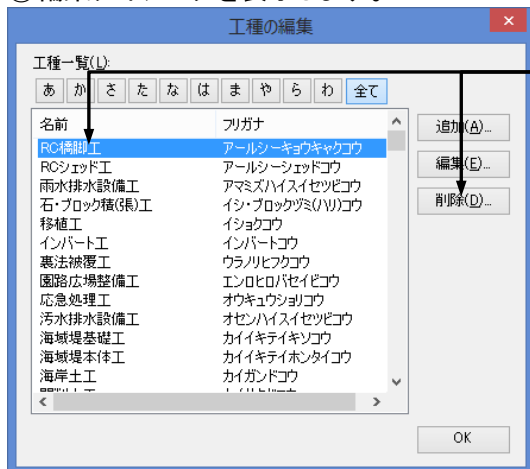 工種の編集
工種一覧(L):
あ か さ た な は ま や ら わ 全て
名前 フリガナ
RC橋脚工 アールシーキョウキャクコウ
RCシェッド工 アールシーシェッドコウ
雨水排水設備工 アマミズハイスイセツビコウ
石・ブロック積(張)工 イシ・ブロックヅミ(ハリ)コウ
移植工 イショクコウ
インバート工 インバートコウ
裏法被覆工 ウラノリヒフクコウ
園路広場整備工 エンロヒロバセイビコウ
応急処理工 オウキュウショリコウ
汚水排水設備工 オセンハイスイセツビコウ
海域堤基礎工 カイイキテイキソコウ
海域堤本体工 カイイキテイホンタイコウ
海岸土工 カイガンドコウ
追加(A)...
編集(E)...
削除(D)...
OK